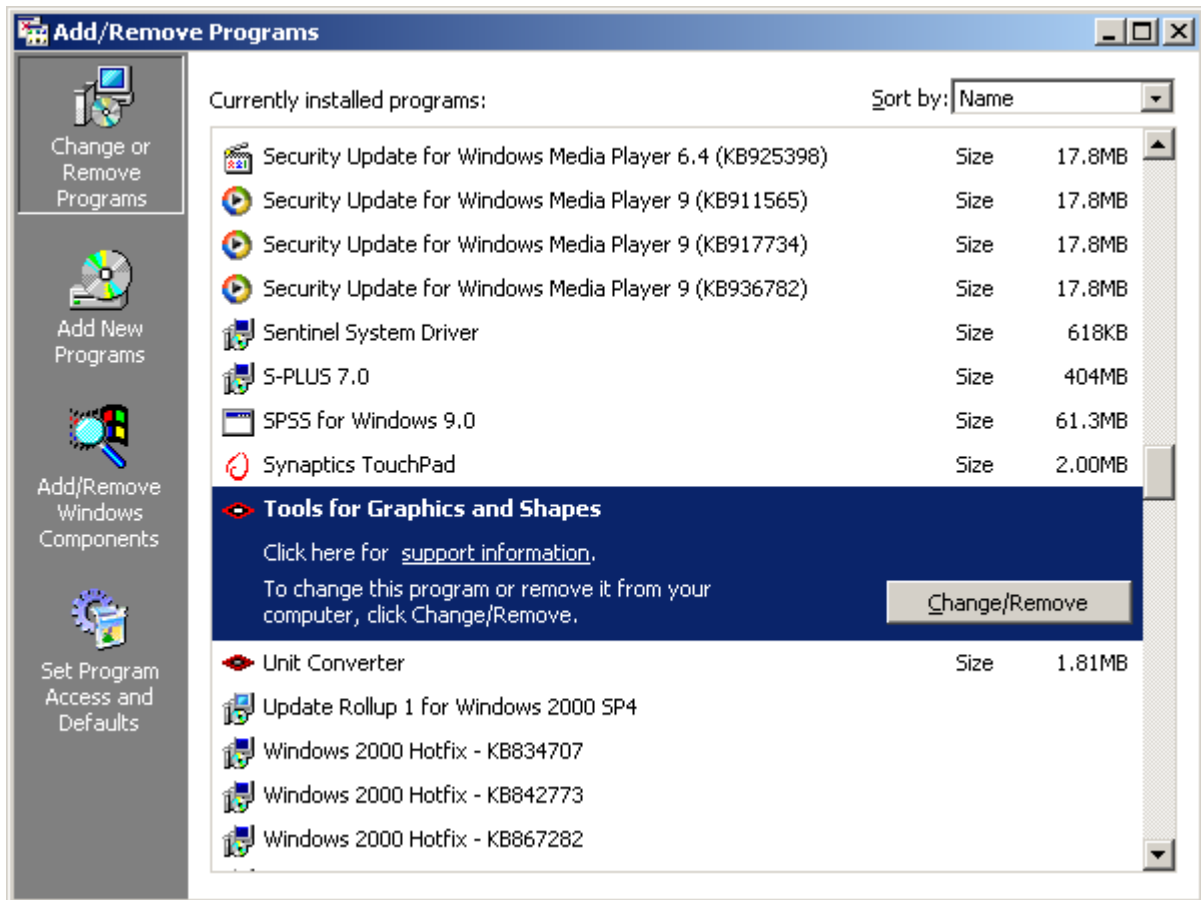 Add/Remove Programs
Change or
Remove
Programs
Add New
Programs
Add/Remove
Windows
Components
Set Program
Access and
Defaults
Currently installed programs:
Sort by: Name
Security Update for Windows Media Player 6.4 (KB925398) Size 17.8MB
Security Update for Windows Media Player 9 (KB911565) Size 17.8MB
Security Update for Windows Media Player 9 (KB917734) Size 17.8MB
Security Update for Windows Media Player 9 (KB936782) Size 17.8MB
Sentinel System Driver Size 618KB
S-PLUS 7.0 Size 404MB
SPSS for Windows 9.0 Size 61.3MB
Synaptics TouchPad Size 2.00MB
Tools for Graphics and Shapes
Click here for support information.
To change this program or remove it from your
computer, click Change/Remove.
Change/Remove
Unit Converter Size 1.81MB
Update Rollup 1 for Windows 2000 SP4
Windows 2000 Hotfix - KB834707
Windows 2000 Hotfix - KB842773
Windows 2000 Hotfix - KB867282